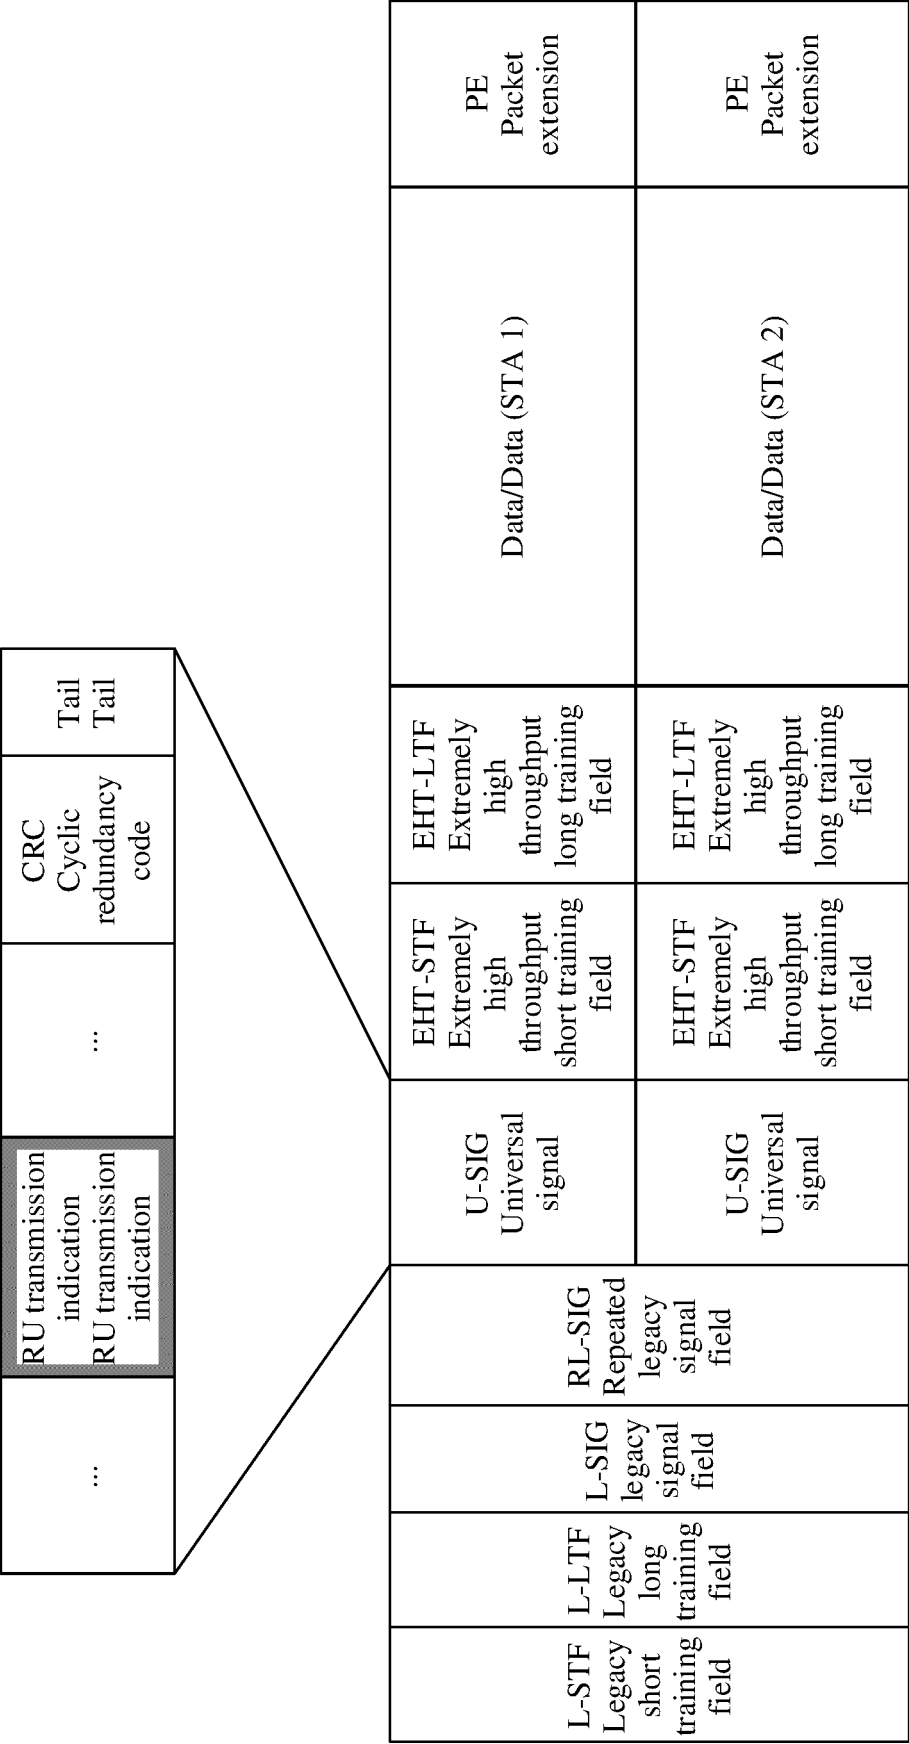 ...
RU transmission
indication
RU transmission
indication
...
CRC
Cyclic
redundancy
code
Tail
Tail
L-STF
Legacy
short
training
field
L-LTF
Legacy
long
training
field
L-SIG
legacy
signal
field
RL-SIG
Repeated
legacy
signal
field
U-SIG
Universal
signal
EHT-STF
Extremely
high
throughput
short training
field
EHT-LTF
Extremely
high
throughput
long training
field
Data/Data (STA 1)
PE
Packet
extension
U-SIG
Universal
signal
EHT-STF
Extremely
high
throughput
short training
field
EHT-LTF
Extremely
high
throughput
long training
field
Data/Data (STA 2)
PE
Packet
extension